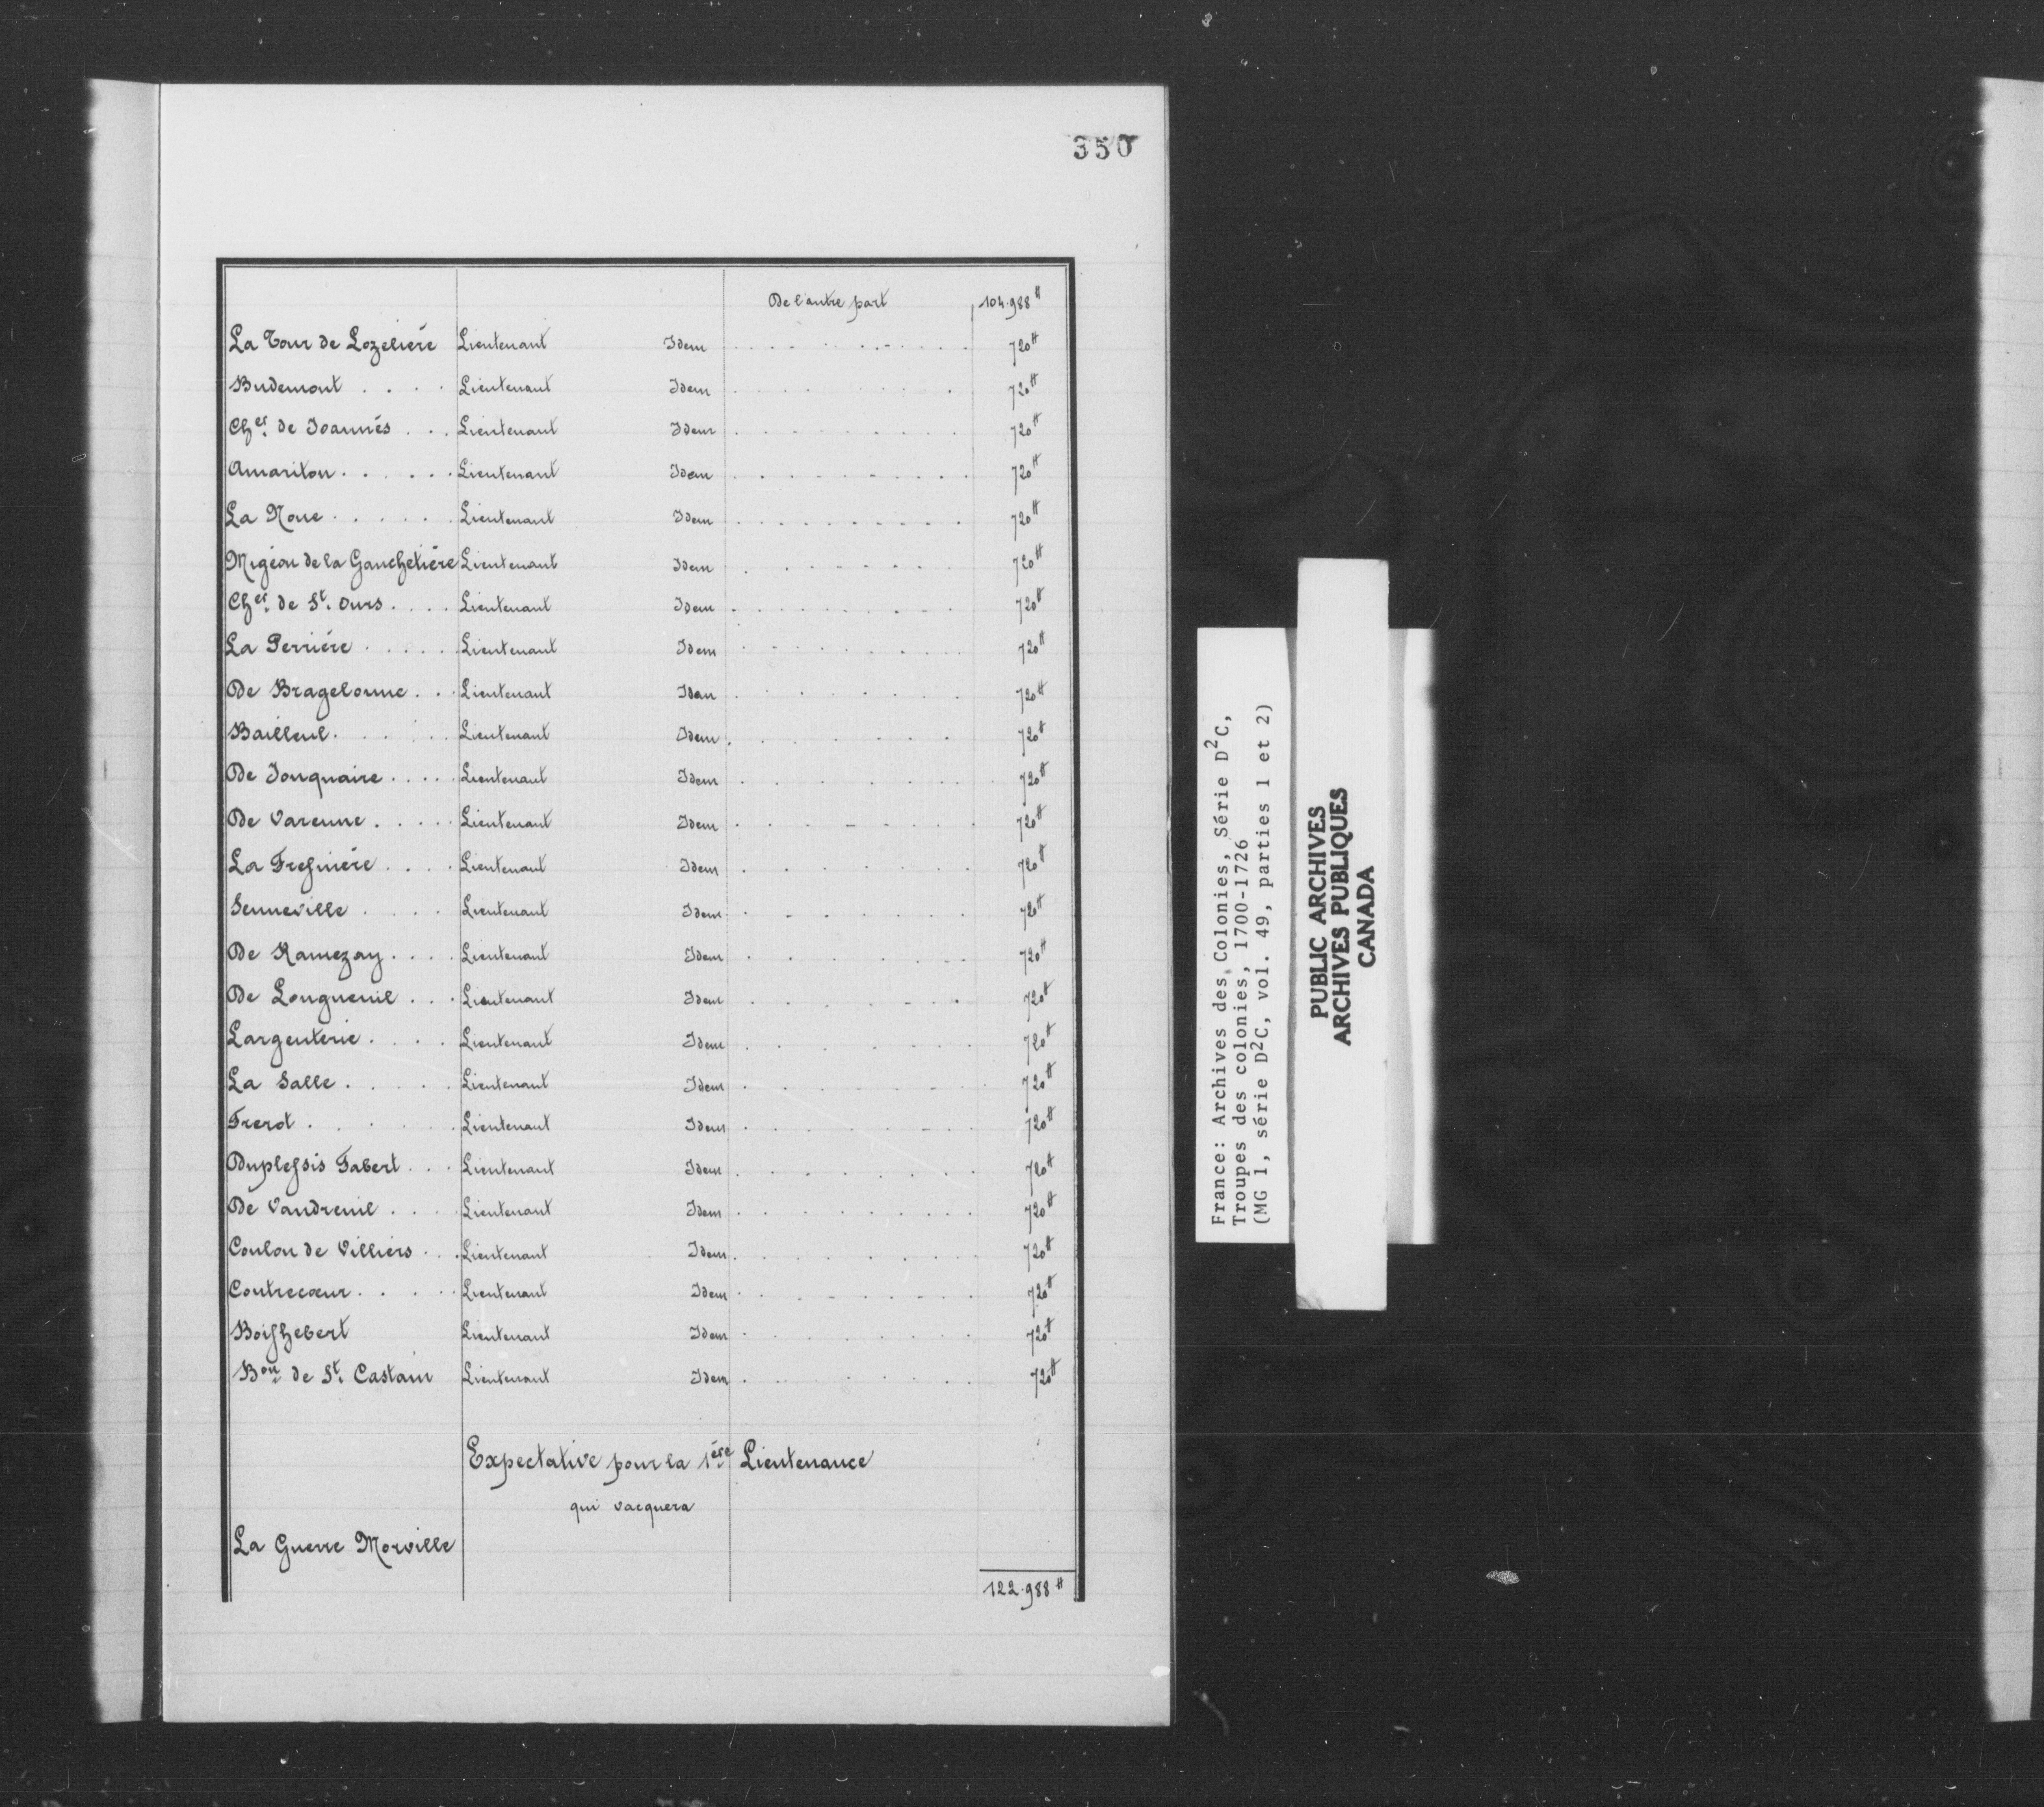 350
De l'autre part 104.988 ₶
La Tour de Lozelière Lieutenant Idem . . . . . . . . . . 720 ₶
Budemont . . . . Lieutenant Idem . . . . . . . . . 720 ₶
Cher. de Joannés . . . Lieutenant Idem . . . . . . . . . 720 ₶
Amariton . . . . . . Lieutenant Idem . . . . . . . . . 720 ₶
La Noue . . . . . . Lieutenant Idem . . . . . . . . . 720 ₶
Migéon de la Gauchetière Lieutenant Idem . . . . . . . 720 ₶
Cher. de St. Ours . . . . Lieutenant Idem . . . . . . . . 720 ₶
La Perrière . . . . . . Lieutenant Idem . . . . . . . . . 720 ₶
De Bragelonne . . . Lieutenant Idem . . . . . . . 720 ₶
Bailleul . . . . . . Lieutenant Idem . . . . . . . 720 ₶
De Jonquaire . . . . . Lieutenant Idem . . . . . . . 720 ₶
De Varenne . . . . . Lieutenant Idem . . . . . . . . 720 ₶
La Fresnière . . . . Lieutenant Idem . . . . . . . 720 ₶
Senneville . . . . Lieutenant Idem . . . . . . . 720 ₶
De Ramezay . . . . Lieutenant Idem . . . . . . . 720 ₶
De Longueuil . . . Lieutenant Idem . . . . . . . 720 ₶
Largenterie . . . . Lieutenant Idem . . . . . . . . 720 ₶
La Salle . . . . . Lieutenant Idem . . . . . . . . 720 ₶
Frerot . . . . . . Lieutenant Idem . . . . . . . . 720 ₶
Duplessis Fabert . . . Lieutenant Idem . . . . . . . . 720 ₶
De Vaudreuil . . . . Lieutenant Idem . . . . . . . . . 720 ₶
Coulon de Villiers . . . Lieutenant Idem . . . . . . . . 720 ₶
Contrecœur . . . . . Lieutenant Idem . . . . . . . . . 720 ₶
Boishebert Lieutenant Idem . . . . . . . . 720 ₶
Bon. de St. Castain Lieutenant Idem . . . . . . . . 720 ₶
Expectative pour la 1ère Lieutenance
qui vacquera
La Guerre Morville
122.988 ₶
France: Archives des Colonies, Série D2C,
Troupes des colonies, 1700-1726
(MG 1, série D2C, vol. 49, parties 1 et 2)
PUBLIC ARCHIVES
ARCHIVES PUBLIQUES
CANADA